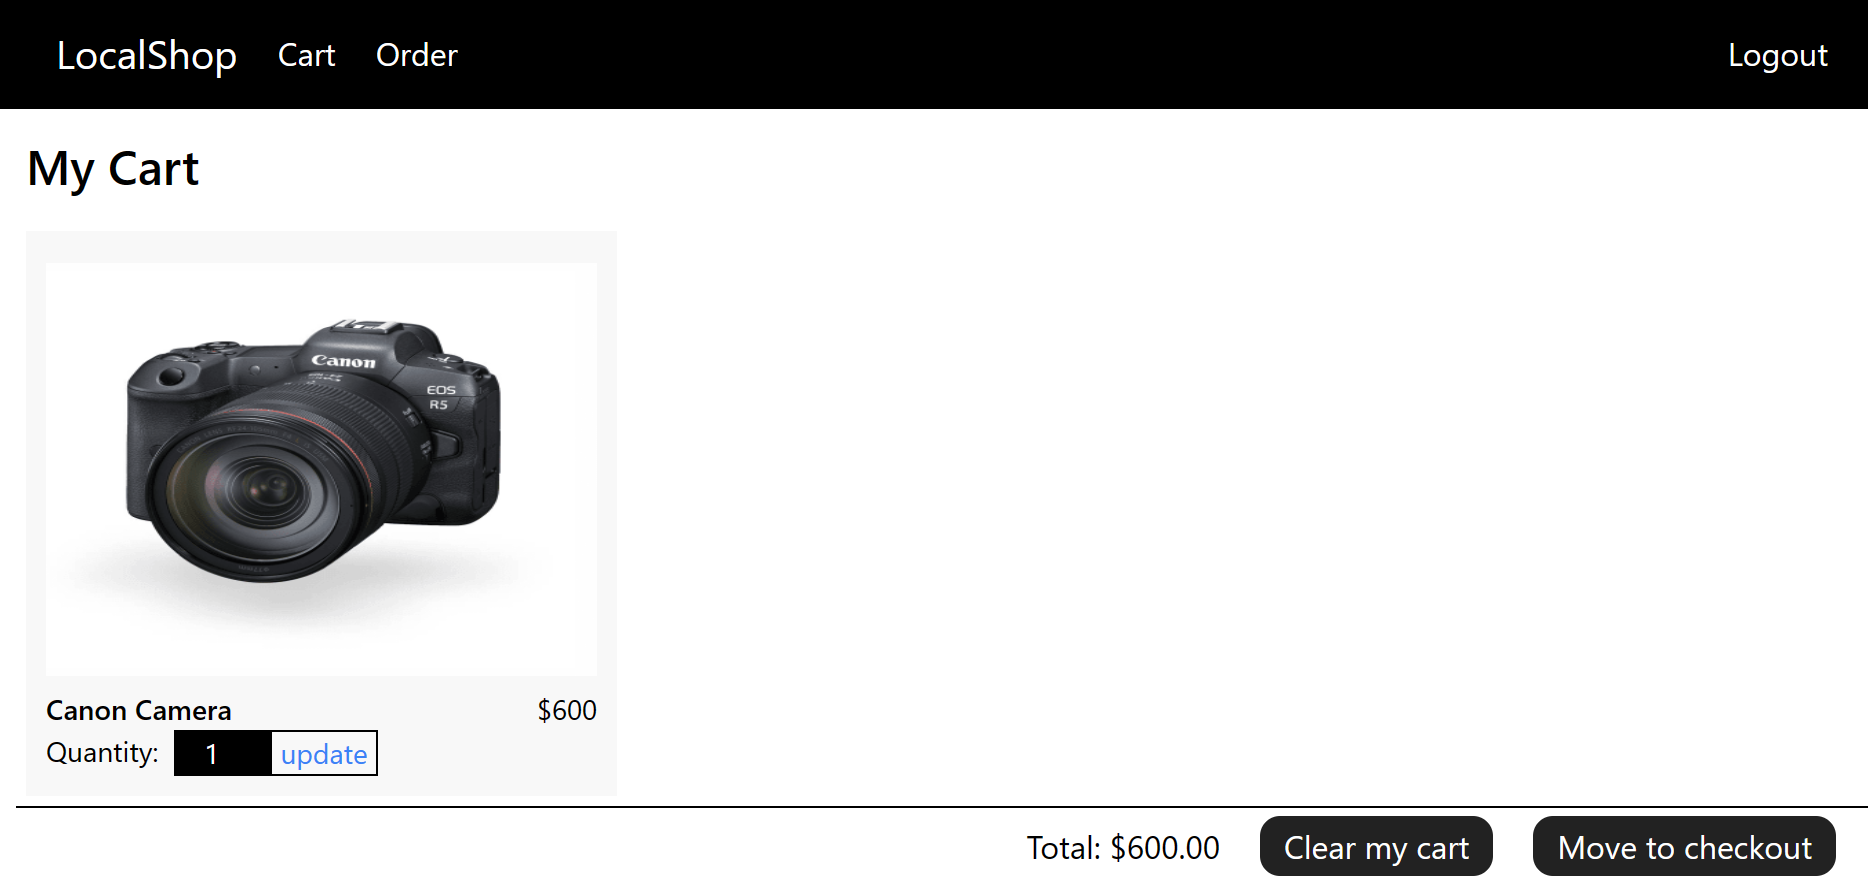 LocalShop Cart Order Logout
My Cart
Canon
EOS
R5
Canon Camera $600
Quantity: 1 update
Total: $600.00 Clear my cart Move to checkout